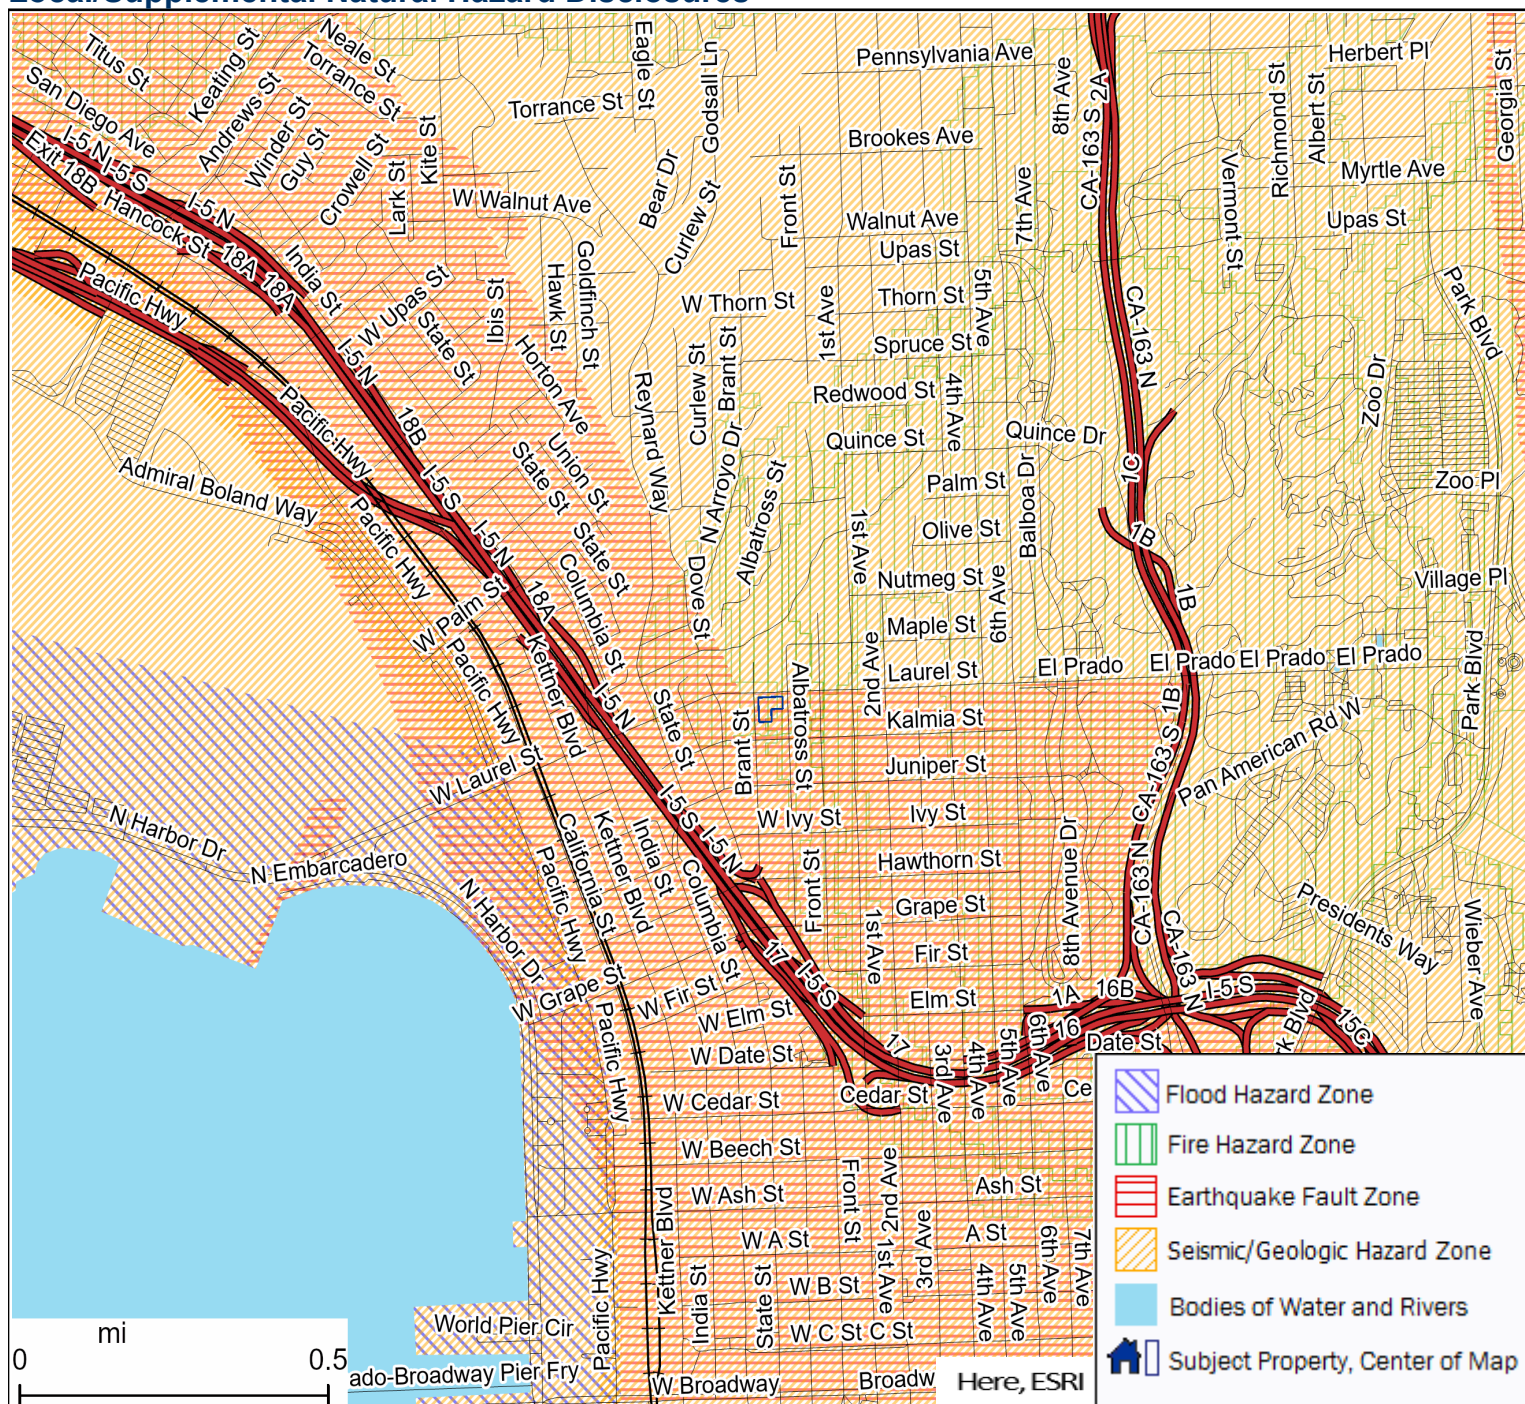 Local/Supplemental Natural Hazard Disclosures
Titus St
Keating St
Neale St
Torrance St
Eagle St
Godsall Ln
Pennsylvania Ave
8th Ave
CA-163 S 2A
Herbert Pl
Richmond St
Albert St
Georgia St
San Diego Ave
Andrews St
Winder St
Guy St
Crowell St
Lark St
Kite St
Torrance St
Brookes Ave
Myrtle Ave
I-5 N
I-5 S
Exit 18B
Hancock St
I-5 N
18A
18A
W Walnut Ave
Bear Dr
Curlew St
Front St
Walnut Ave
Upas St
7th Ave
Vermont St
Upas St
Pacific Hwy
India St
W Upas St
State St
Ibis St
Hawk St
Goldfinch St
W Thorn St
1st Ave
Thorn St
5th Ave
CA-163 N
Park Blvd
I-5 N
Horton Ave
Curlew St
Brant St
Spruce St
Zoo Dr
Pacific Hwy
18B
Reynard Way
Redwood St
4th Ave
Quince St
Quince Dr
Admiral Boland Way
I-5 S
State St
Union St
N Arroyo Dr
Albatross St
Palm St
Balboa Dr
1C
Zoo Pl
Pacific Hwy
I-5 N
State St
1st Ave
Olive St
1B
S
18A
Columbia St
Dove St
Nutmeg St
6th Ave
1B
Village Pl
W Palm
Maple St
Pacific Hwy
Kettner Blvd
I-5 N
State St
Albatross St
2nd Ave
Laurel St
El Prado
El Prado
El Prado
El Prado
Park Blvd
Brant St
Kalmia St
1B
CA-163 S
Pan American Rd W
W Laurel St
Juniper St
I-5 S
I-5 N
W Ivy St
Ivy St
N Harbor Dr
N Embarcadero
California St
Kettner Blvd
India St
Columbia St
Front St
Hawthorn St
8th Avenue Dr
CA-163 N
N Harbor Dr
Pacific Hwy
Grape St
Presidents Way
Wieber Ave
17
I-5 S
1st Ave
Fir St
CA-163 N
W Grape St
W Fir St
Elm St
1A
16B
I-5 S
Pacific Hwy
W Elm St
17
16
15C
rk Blvd
W Date St
3rd Ave
4th Ave
5th Ave
6th Ave
Date St
W Cedar St
Cedar St
Ce
W Beech St
Front St
2nd Ave
W Ash St
Ash St
Kettner Blvd
W A St
3rd Ave
A St
6th Ave
7th Ave
Pacific Hwy
India St
State St
W B St
1st Ave
4th Ave
5th Ave
World Pier Cir
W C St
C St
ado-Broadway Pier Fry
W Broadway
Broadw
mi
0
0.5
Here, ESRI
Flood Hazard Zone
Fire Hazard Zone
Earthquake Fault Zone
Seismic/Geologic Hazard Zone
Bodies of Water and Rivers
Subject Property, Center of Map